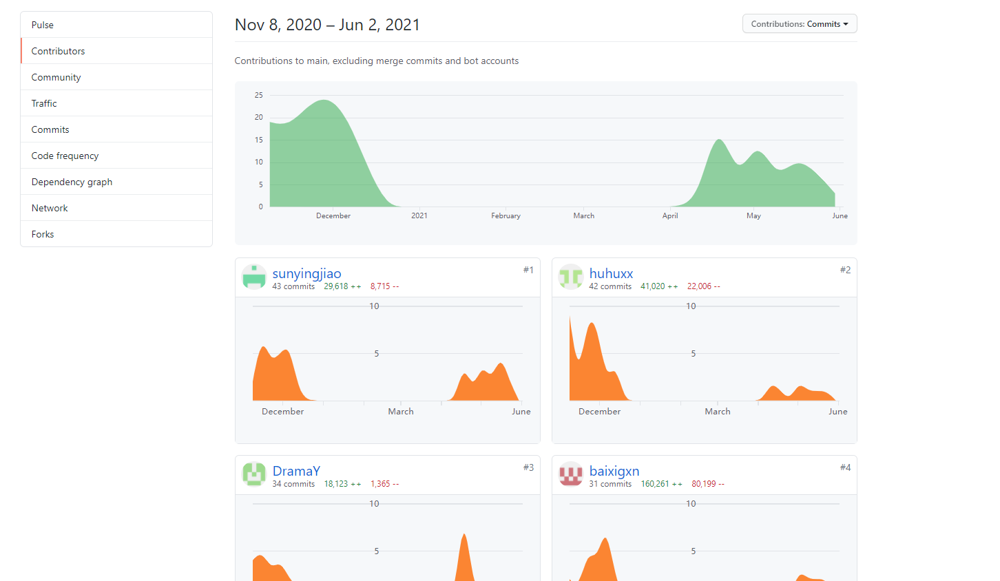 Pulse
Contributors
Community
Traffic
Commits
Code frequency
Dependency graph
Network
Forks
Nov 8, 2020 – Jun 2, 2021
Contributions: Commits
Contributions to main, excluding merge commits and bot accounts
25
20
15
10
5
0
December 2021 February March April May June
sunyingjiao #1
43 commits 29,618 ++ 8,715 --
10
5
December March June
huhuxx #2
42 commits 41,020 ++ 22,006 --
10
5
December March June
DramaY #3
34 commits 18,123 ++ 1,365 --
10
5
baixigxn #4
31 commits 160,261 ++ 80,199 --
10
5